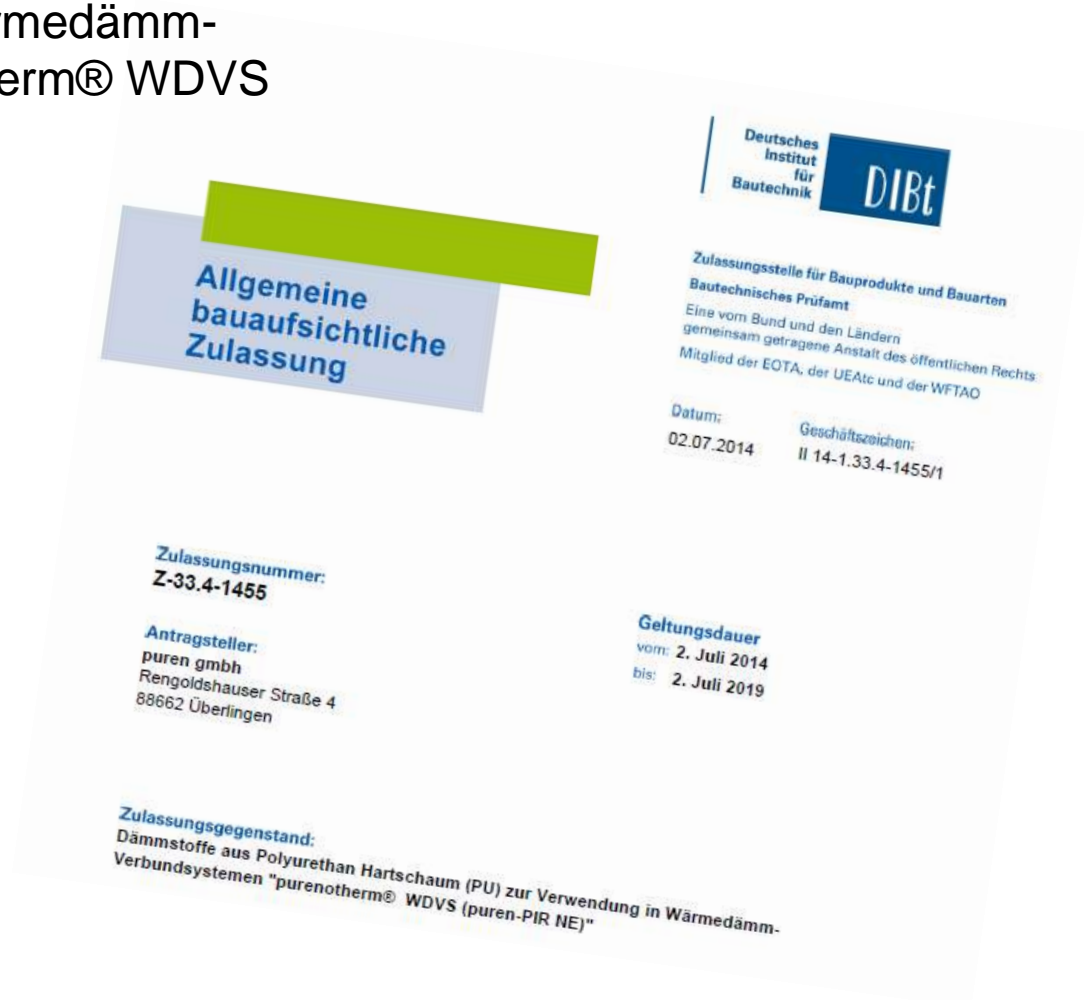 rmedämm-
erm® WDVS
Deutsches
Institut
für
Bautechnik
DIBt
Allgemeine
bauaufsichtliche
Zulassung
Zulassungsstelle für Bauprodukte und Bauarten
Bautechnisches Prüfamt
Eine vom Bund und den Ländern
gemeinsam getragene Anstalt des öffentlichen Rechts
Mitglied der EOTA, der UEAtc und der WFTAO
Datum:
02.07.2014
Geschäftszeichen:
II 14-1.33.4-1455/1
Zulassungsnummer:
Z-33.4-1455
Antragsteller:
puren gmbh
Rengoldshauser Straße 4
88662 Überlingen
Geltungsdauer
vom: 2. Juli 2014
bis: 2. Juli 2019
Zulassungsgegenstand:
Dämmstoffe aus Polyurethan Hartschaum (PU) zur Verwendung in Wärmedämm-
Verbundsystemen "purenotherm® WDVS (puren-PIR NE)"